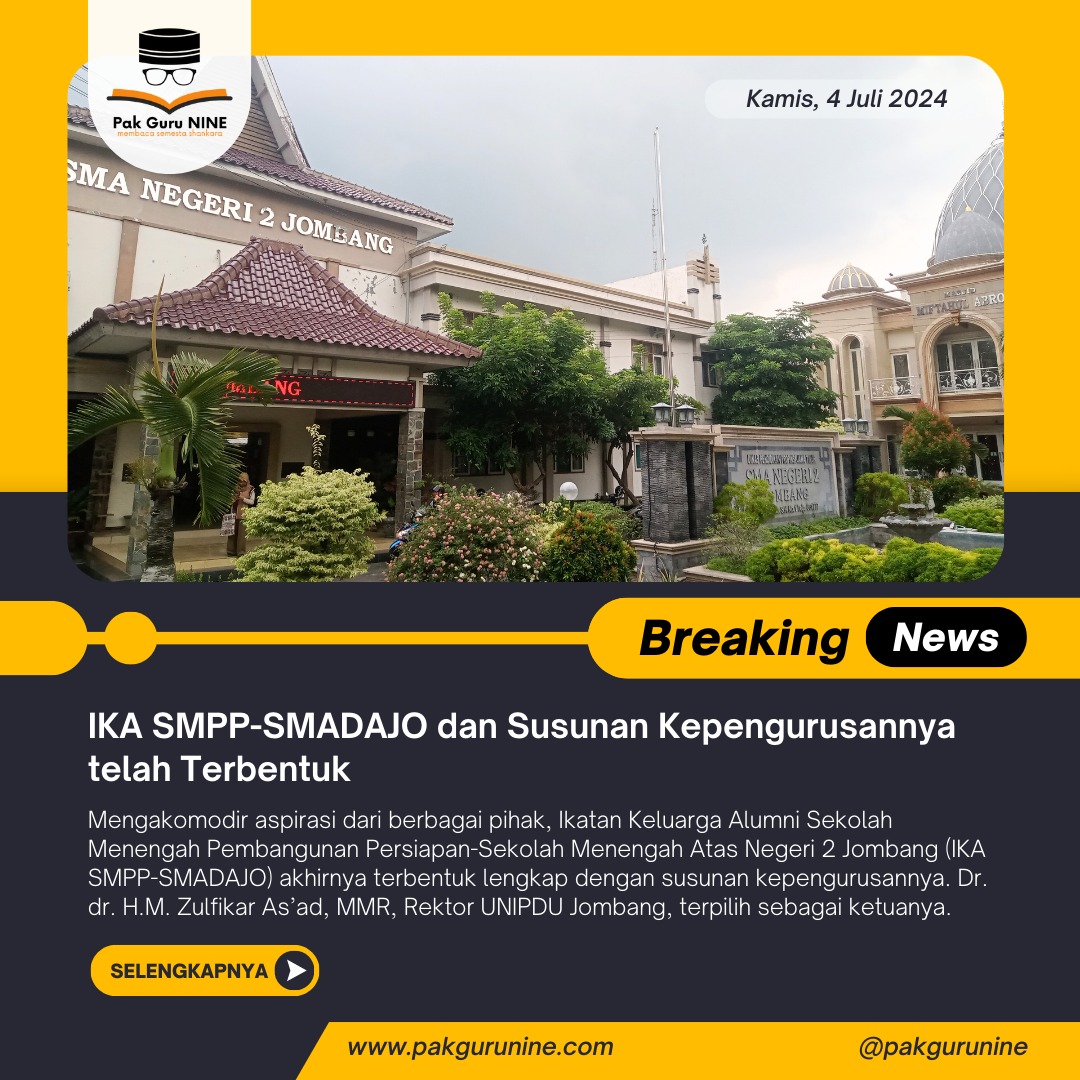 Pak Guru NINE
membaca semesta shankara
Kamis, 4 Juli 2024
SMA NEGERI 2 JOMBANG
MASJID
MIFTAHUL
ANG
SMA NEGERI 2
JOMBANG
Breaking News
IKA SMPP-SMADAJO dan Susunan Kepengurusannya
telah Terbentuk
Mengakomodir aspirasi dari berbagai pihak, Ikatan Keluarga Alumni Sekolah
Menengah Pembangunan Persiapan-Sekolah Menengah Atas Negeri 2 Jombang (IKA
SMPP-SMADAJO) akhirnya terbentuk lengkap dengan susunan kepengurusannya. Dr.
dr. H.M. Zulfikar As’ad, MMR, Rektor UNIPDU Jombang, terpilih sebagai ketuanya.
SELENGKAPNYA
www.pakgurunine.com
@pakgurunine